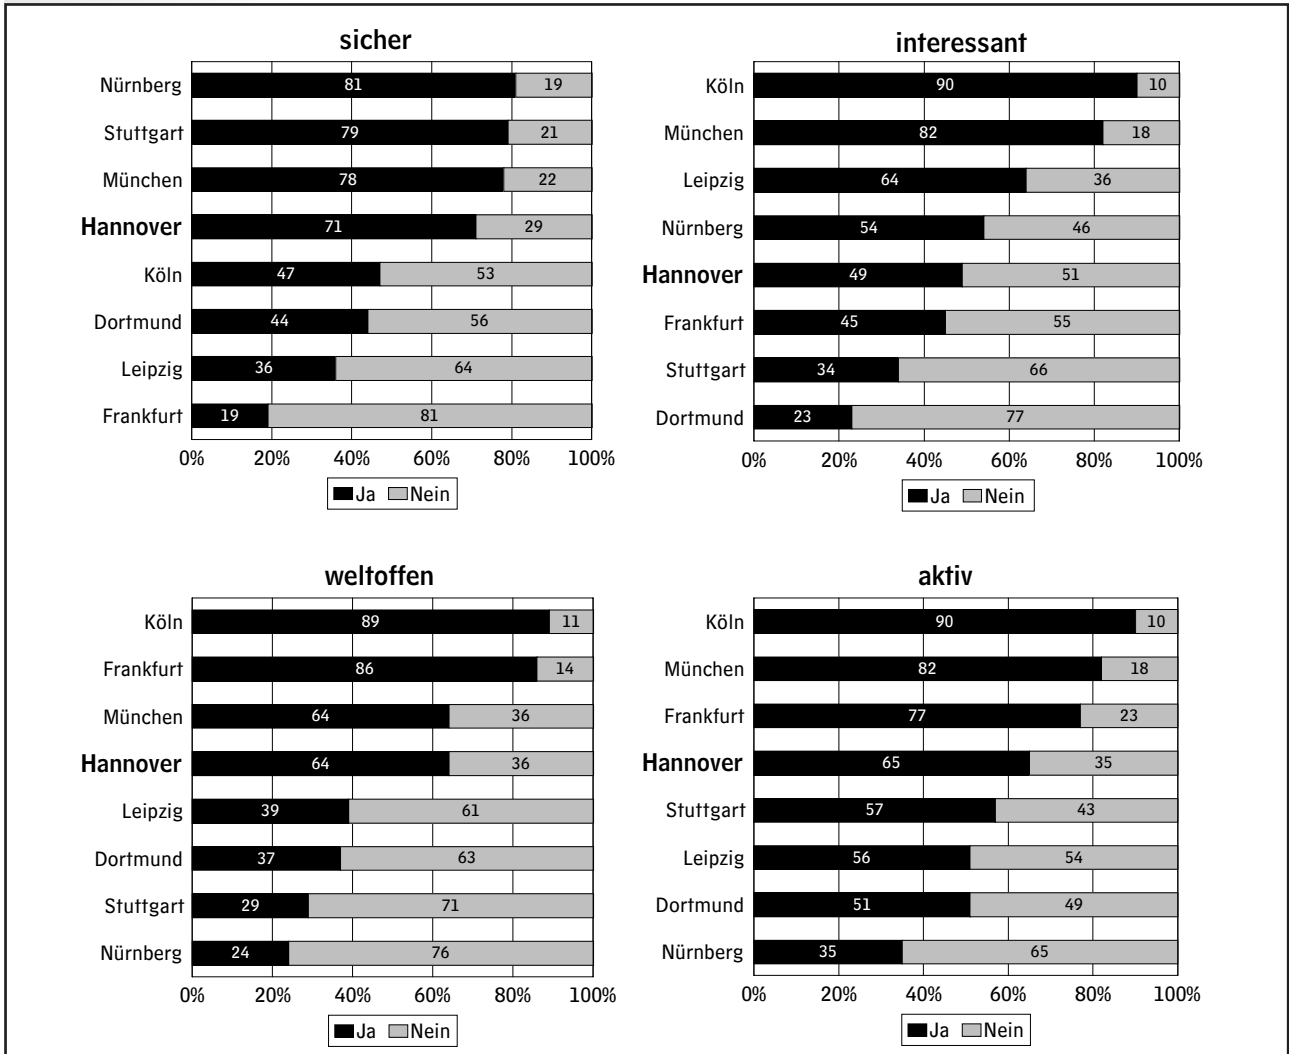 sicher
Nürnberg 81 19
Stuttgart 79 21
München 78 22
Hannover 71 29
Köln 47 53
Dortmund 44 56
Leipzig 36 64
Frankfurt 19 81
0% 20% 40% 60% 80% 100%
Ja Nein
interessant
Köln 90 10
München 82 18
Leipzig 64 36
Nürnberg 54 46
Hannover 49 51
Frankfurt 45 55
Stuttgart 34 66
Dortmund 23 77
0% 20% 40% 60% 80% 100%
Ja Nein
weltoffen
Köln 89 11
Frankfurt 86 14
München 64 36
Hannover 64 36
Leipzig 39 61
Dortmund 37 63
Stuttgart 29 71
Nürnberg 24 76
0% 20% 40% 60% 80% 100%
Ja Nein
aktiv
Köln 90 10
München 82 18
Frankfurt 77 23
Hannover 65 35
Stuttgart 57 43
Leipzig 56 54
Dortmund 51 49
Nürnberg 35 65
0% 20% 40% 60% 80% 100%
Ja Nein